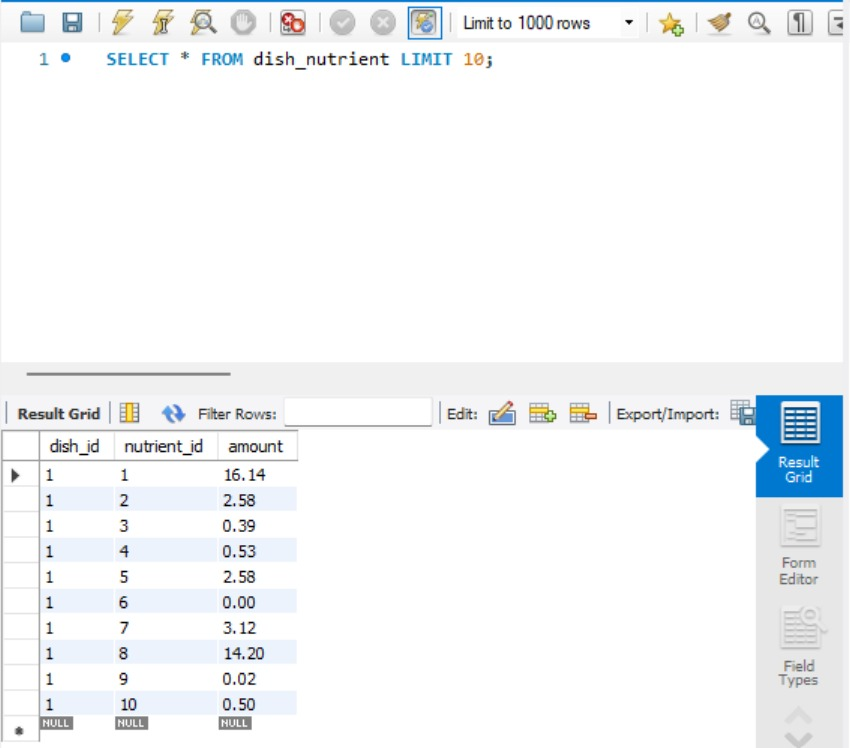 Limit to 1000 rows
1 SELECT * FROM dish_nutrient LIMIT 10;
Result Grid Filter Rows: Edit: Export/Import:
Result
Grid
Form
Editor
Field
Types
dish_id nutrient_id amount
1 1 16.14
1 2 2.58
1 3 0.39
1 4 0.53
1 5 2.58
1 6 0.00
1 7 3.12
1 8 14.20
1 9 0.02
1 10 0.50
NULL NULL NULL